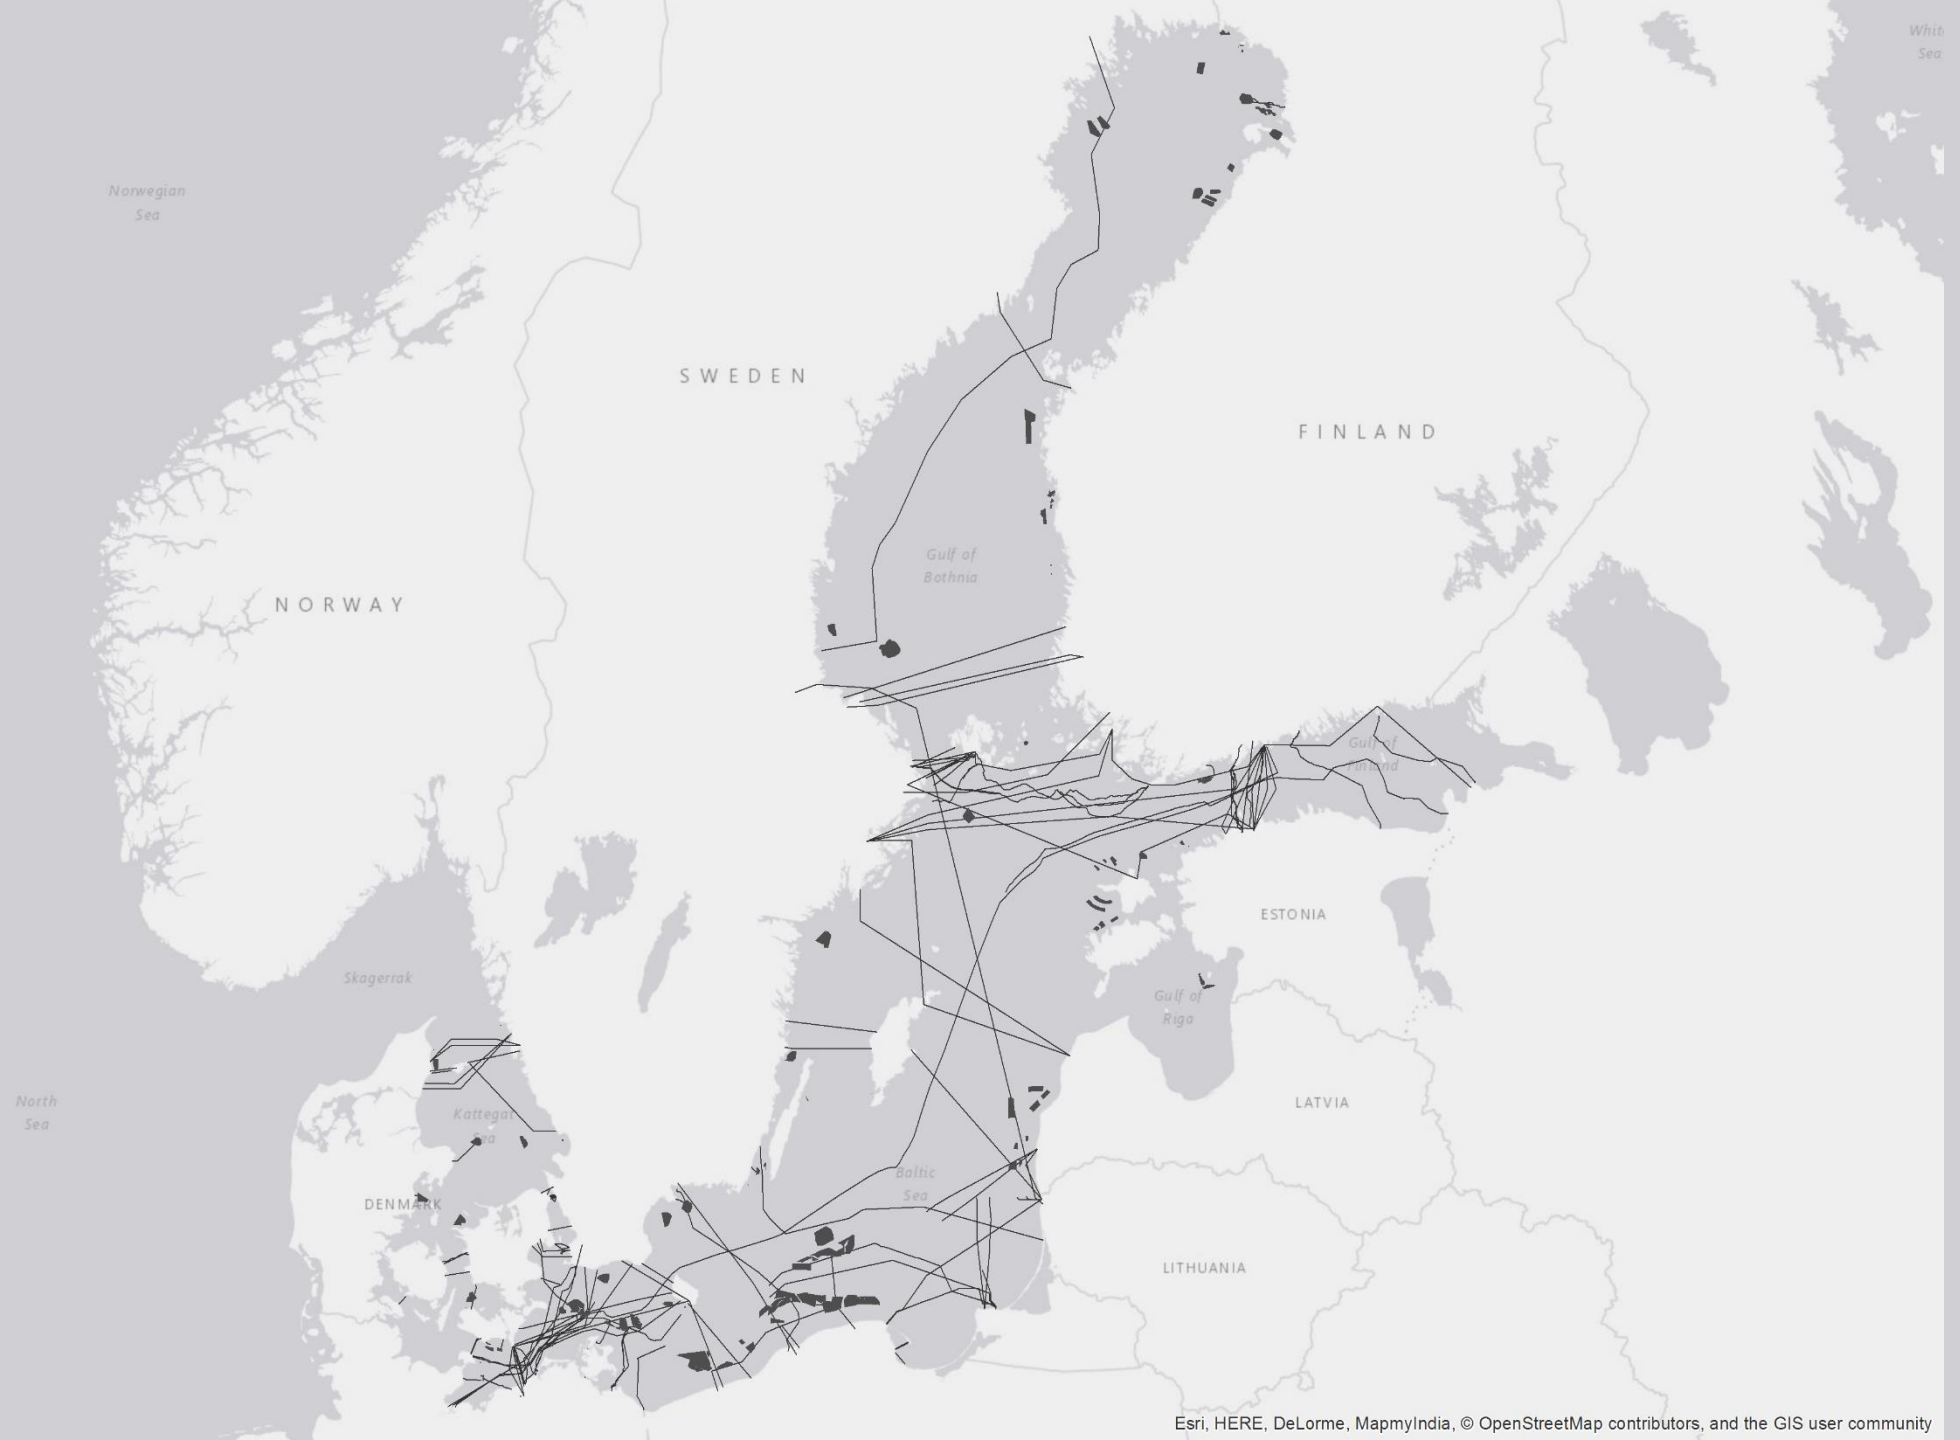 White
Sea
Norwegian
Sea
SWEDEN
FINLAND
Gulf of
Bothnia
NORWAY
Gulf of
Finland
ESTONIA
Skagerrak
Gulf of
Riga
North
Sea
Kattegat
Sea
LATVIA
Baltic
Sea
DENMARK
LITHUANIA
Esri, HERE, DeLorme, MapmyIndia, © OpenStreetMap contributors, and the GIS user community